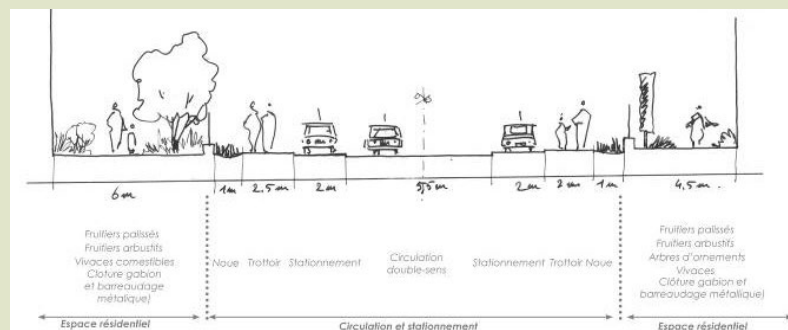 6m
1m 2.5m 2m 5,5m 2m 2m 1m 4,5m.
Fruitiers palissés
Fruitiers arbustifs
Vivaces comestibles
Cloture gabion
et barreaudage
métalique)
Noue Trottoir Stationnement
Circulation
double-sens
Stationnement Trottoir Noue
Fruitiers palissés
Fruitiers arbustifs
Arbres d'ornements
Vivaces
Clôture gabion et
barreaudage métallique)
Espace résidentiel
Circulation et stationnement
Espace résidentiel